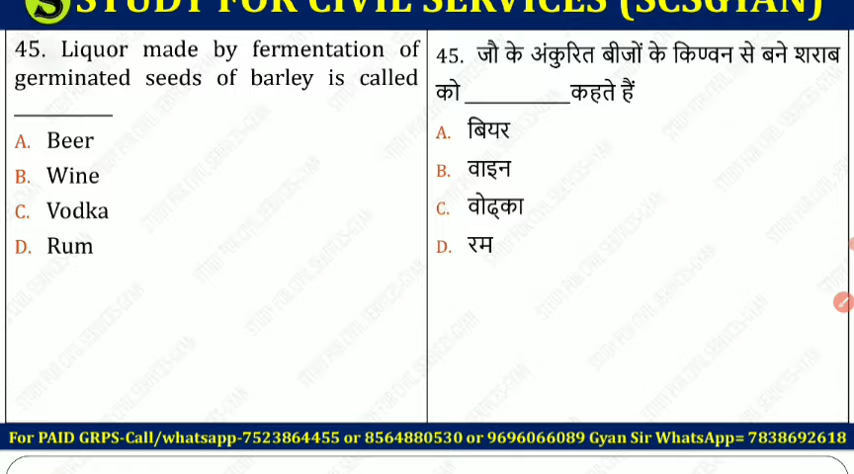 STUDY FOR CIVIL SERVICES (SCSGYAN)
45. Liquor made by fermentation of
germinated seeds of barley is called
__________
A. Beer
B. Wine
C. Vodka
D. Rum
45. जौ के अंकुरित बीजों के किण्वन से बने शराब
को __________कहते हैं
A. बियर
B. वाइन
C. वोद्का
D. रम
For PAID GRPS-Call/whatsapp-7523864455 or 8564880530 or 9696066089 Gyan Sir WhatsApp= 7838692618